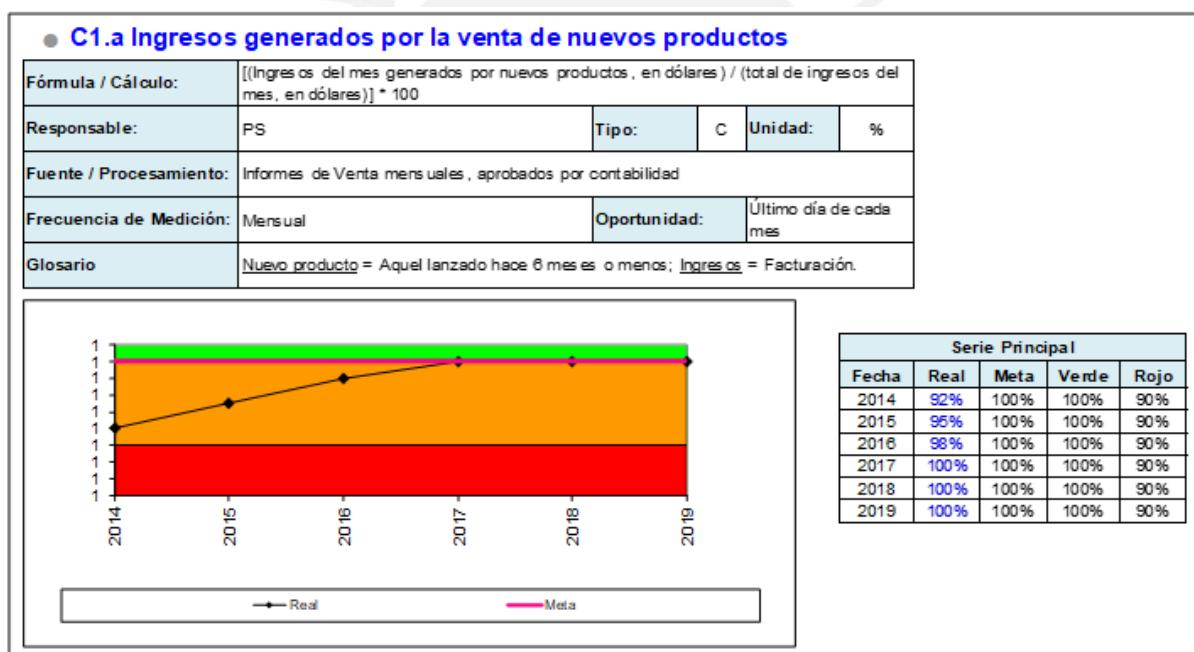 C1.a Ingresos generados por la venta de nuevos productos
Fórmula / Cálculo: [(Ingresos del mes generados por nuevos productos, en dólares) / (total de ingresos del
mes, en dólares)] * 100
Responsable: PS Tipo: C Unidad: %
Fuente / Procesamiento: Informes de Venta mensuales, aprobados por contabilidad
Frecuencia de Medición: Mensual Oportunidad: Último día de cada
mes
Glosario Nuevo producto = Aquel lanzado hace 6 meses o menos; Ingresos = Facturación.
1
1
1
1
1
1
1
1
1
1
2014 2015 2016 2017 2018 2019
Real Meta
Serie Principal
Fecha Real Meta Verde Rojo
2014 92% 100% 100% 90%
2015 95% 100% 100% 90%
2016 98% 100% 100% 90%
2017 100% 100% 100% 90%
2018 100% 100% 100% 90%
2019 100% 100% 100% 90%